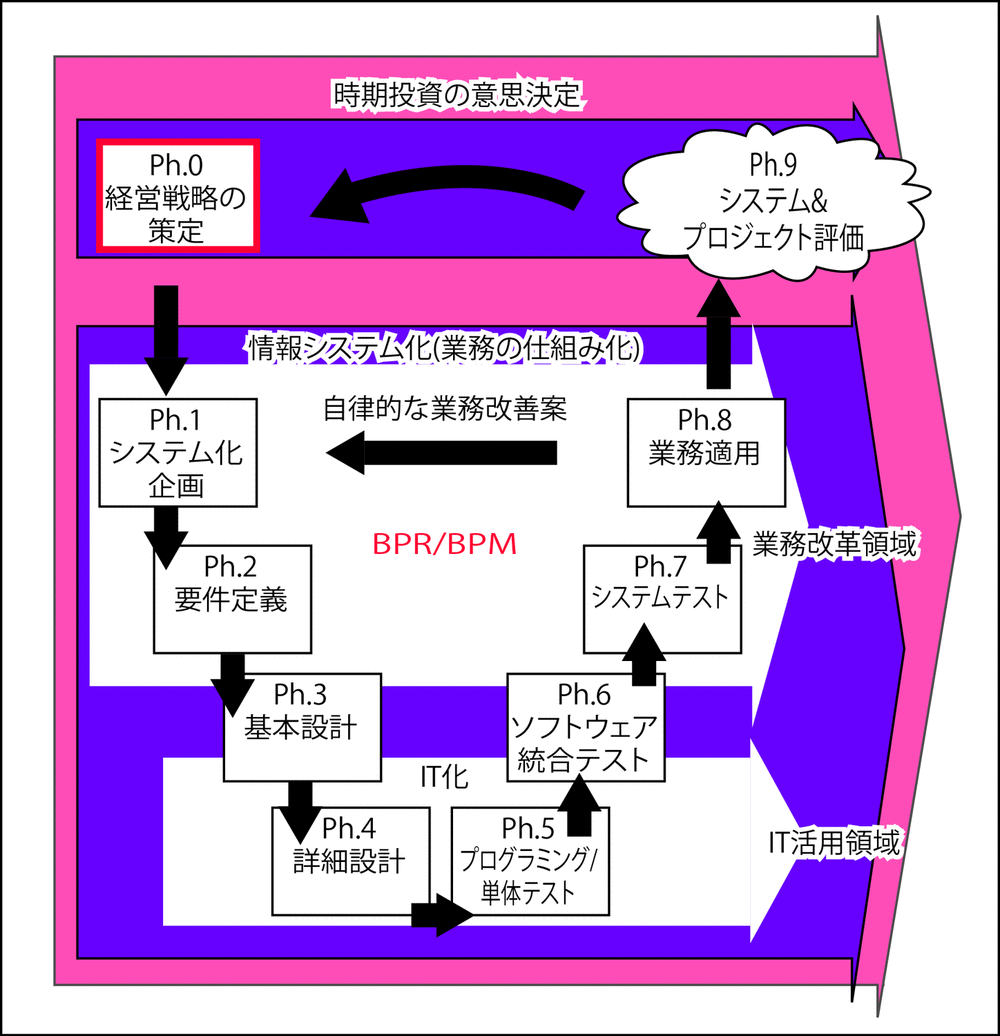 時期投資の意思決定
Ph.0
経営戦略の
策定
Ph.9
システム&
プロジェクト評価
情報システム化(業務の仕組み化)
自律的な業務改善案
Ph.1
システム化
企画
Ph.8
業務適用
BPR/BPM
業務改革領域
Ph.2
要件定義
Ph.7
システムテスト
Ph.3
基本設計
Ph.6
ソフトウェア
統合テスト
IT化
Ph.4
詳細設計
Ph.5
プログラミング/
単体テスト
IT活用領域